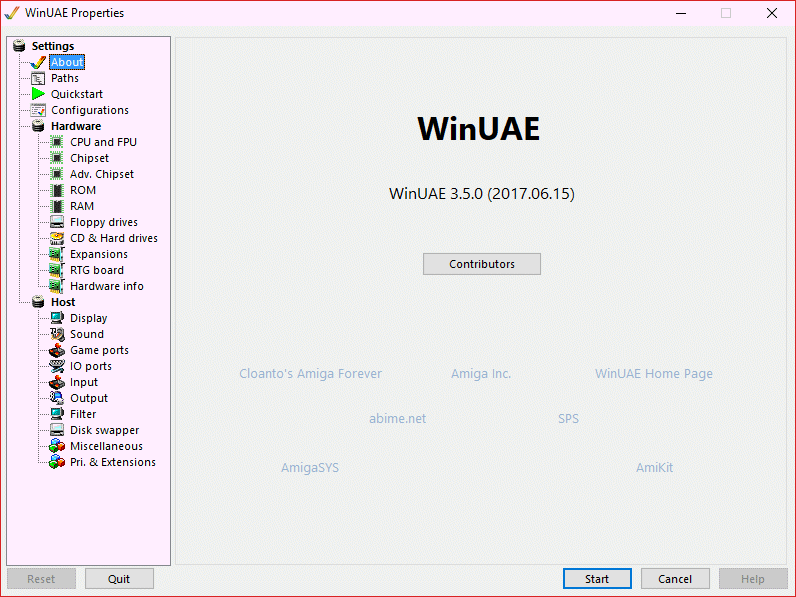 WinUAE Properties
Settings
About
Paths
Quickstart
Configurations
Hardware
CPU and FPU
Chipset
Adv. Chipset
ROM
RAM
Floppy drives
CD & Hard drives
Expansions
RTG board
Hardware info
Host
Display
Sound
Game ports
IO ports
Input
Output
Filter
Disk swapper
Miscellaneous
Pri. & Extensions
WinUAE
WinUAE 3.5.0 (2017.06.15)
Contributors
Cloanto's Amiga Forever Amiga Inc. WinUAE Home Page
abime.net SPS
AmigaSYS AmiKit
Reset Quit Start Cancel Help